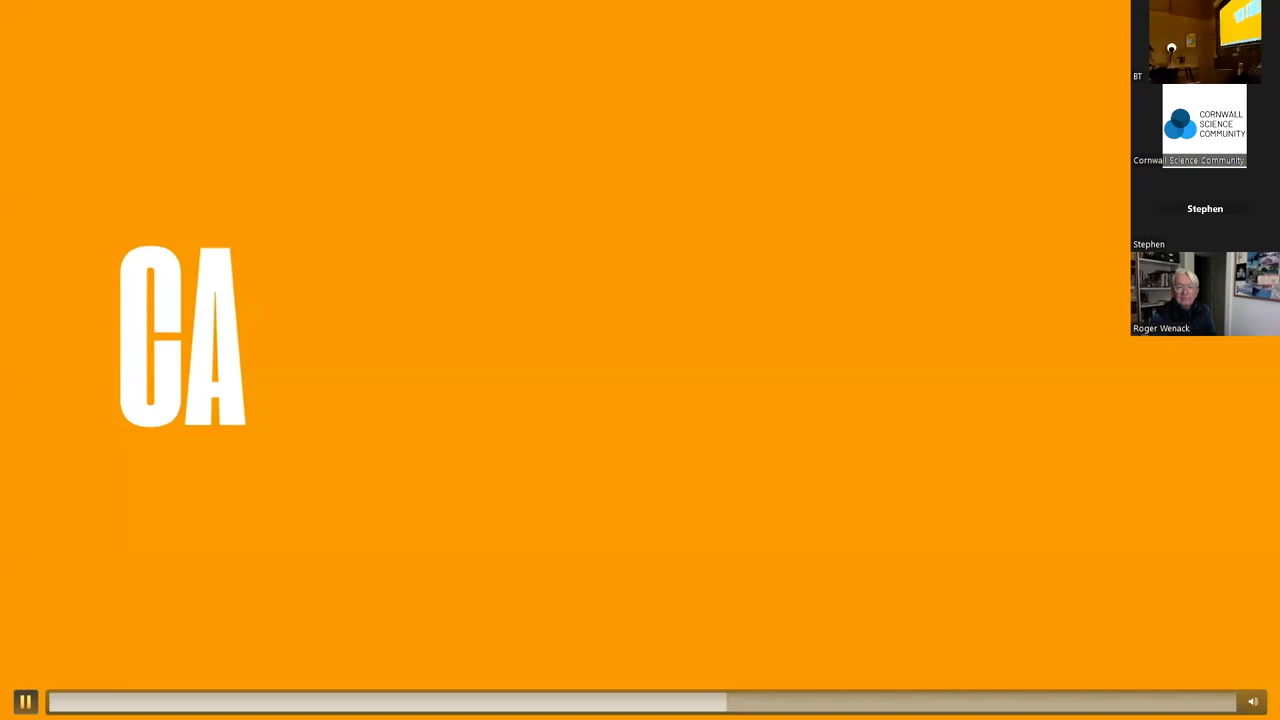 CA
BT
CORNWALL
SCIENCE
COMMUNITY
Cornwall Science Community
Stephen
Stephen
Roger Wenack